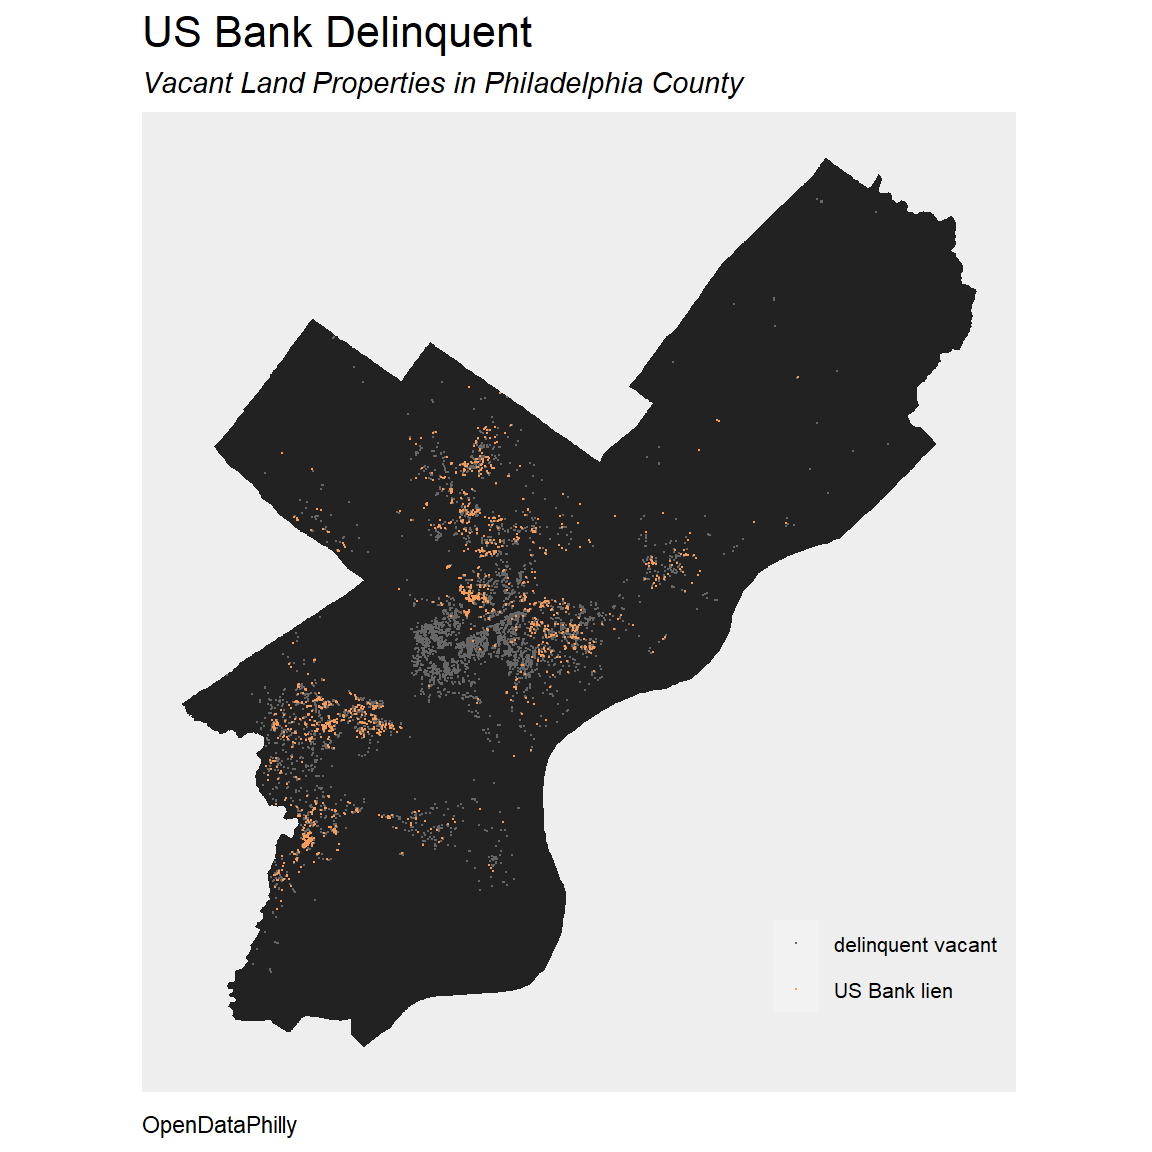 US Bank Delinquent
Vacant Land Properties in Philadelphia County
delinquent vacant
US Bank lien
OpenDataPhilly